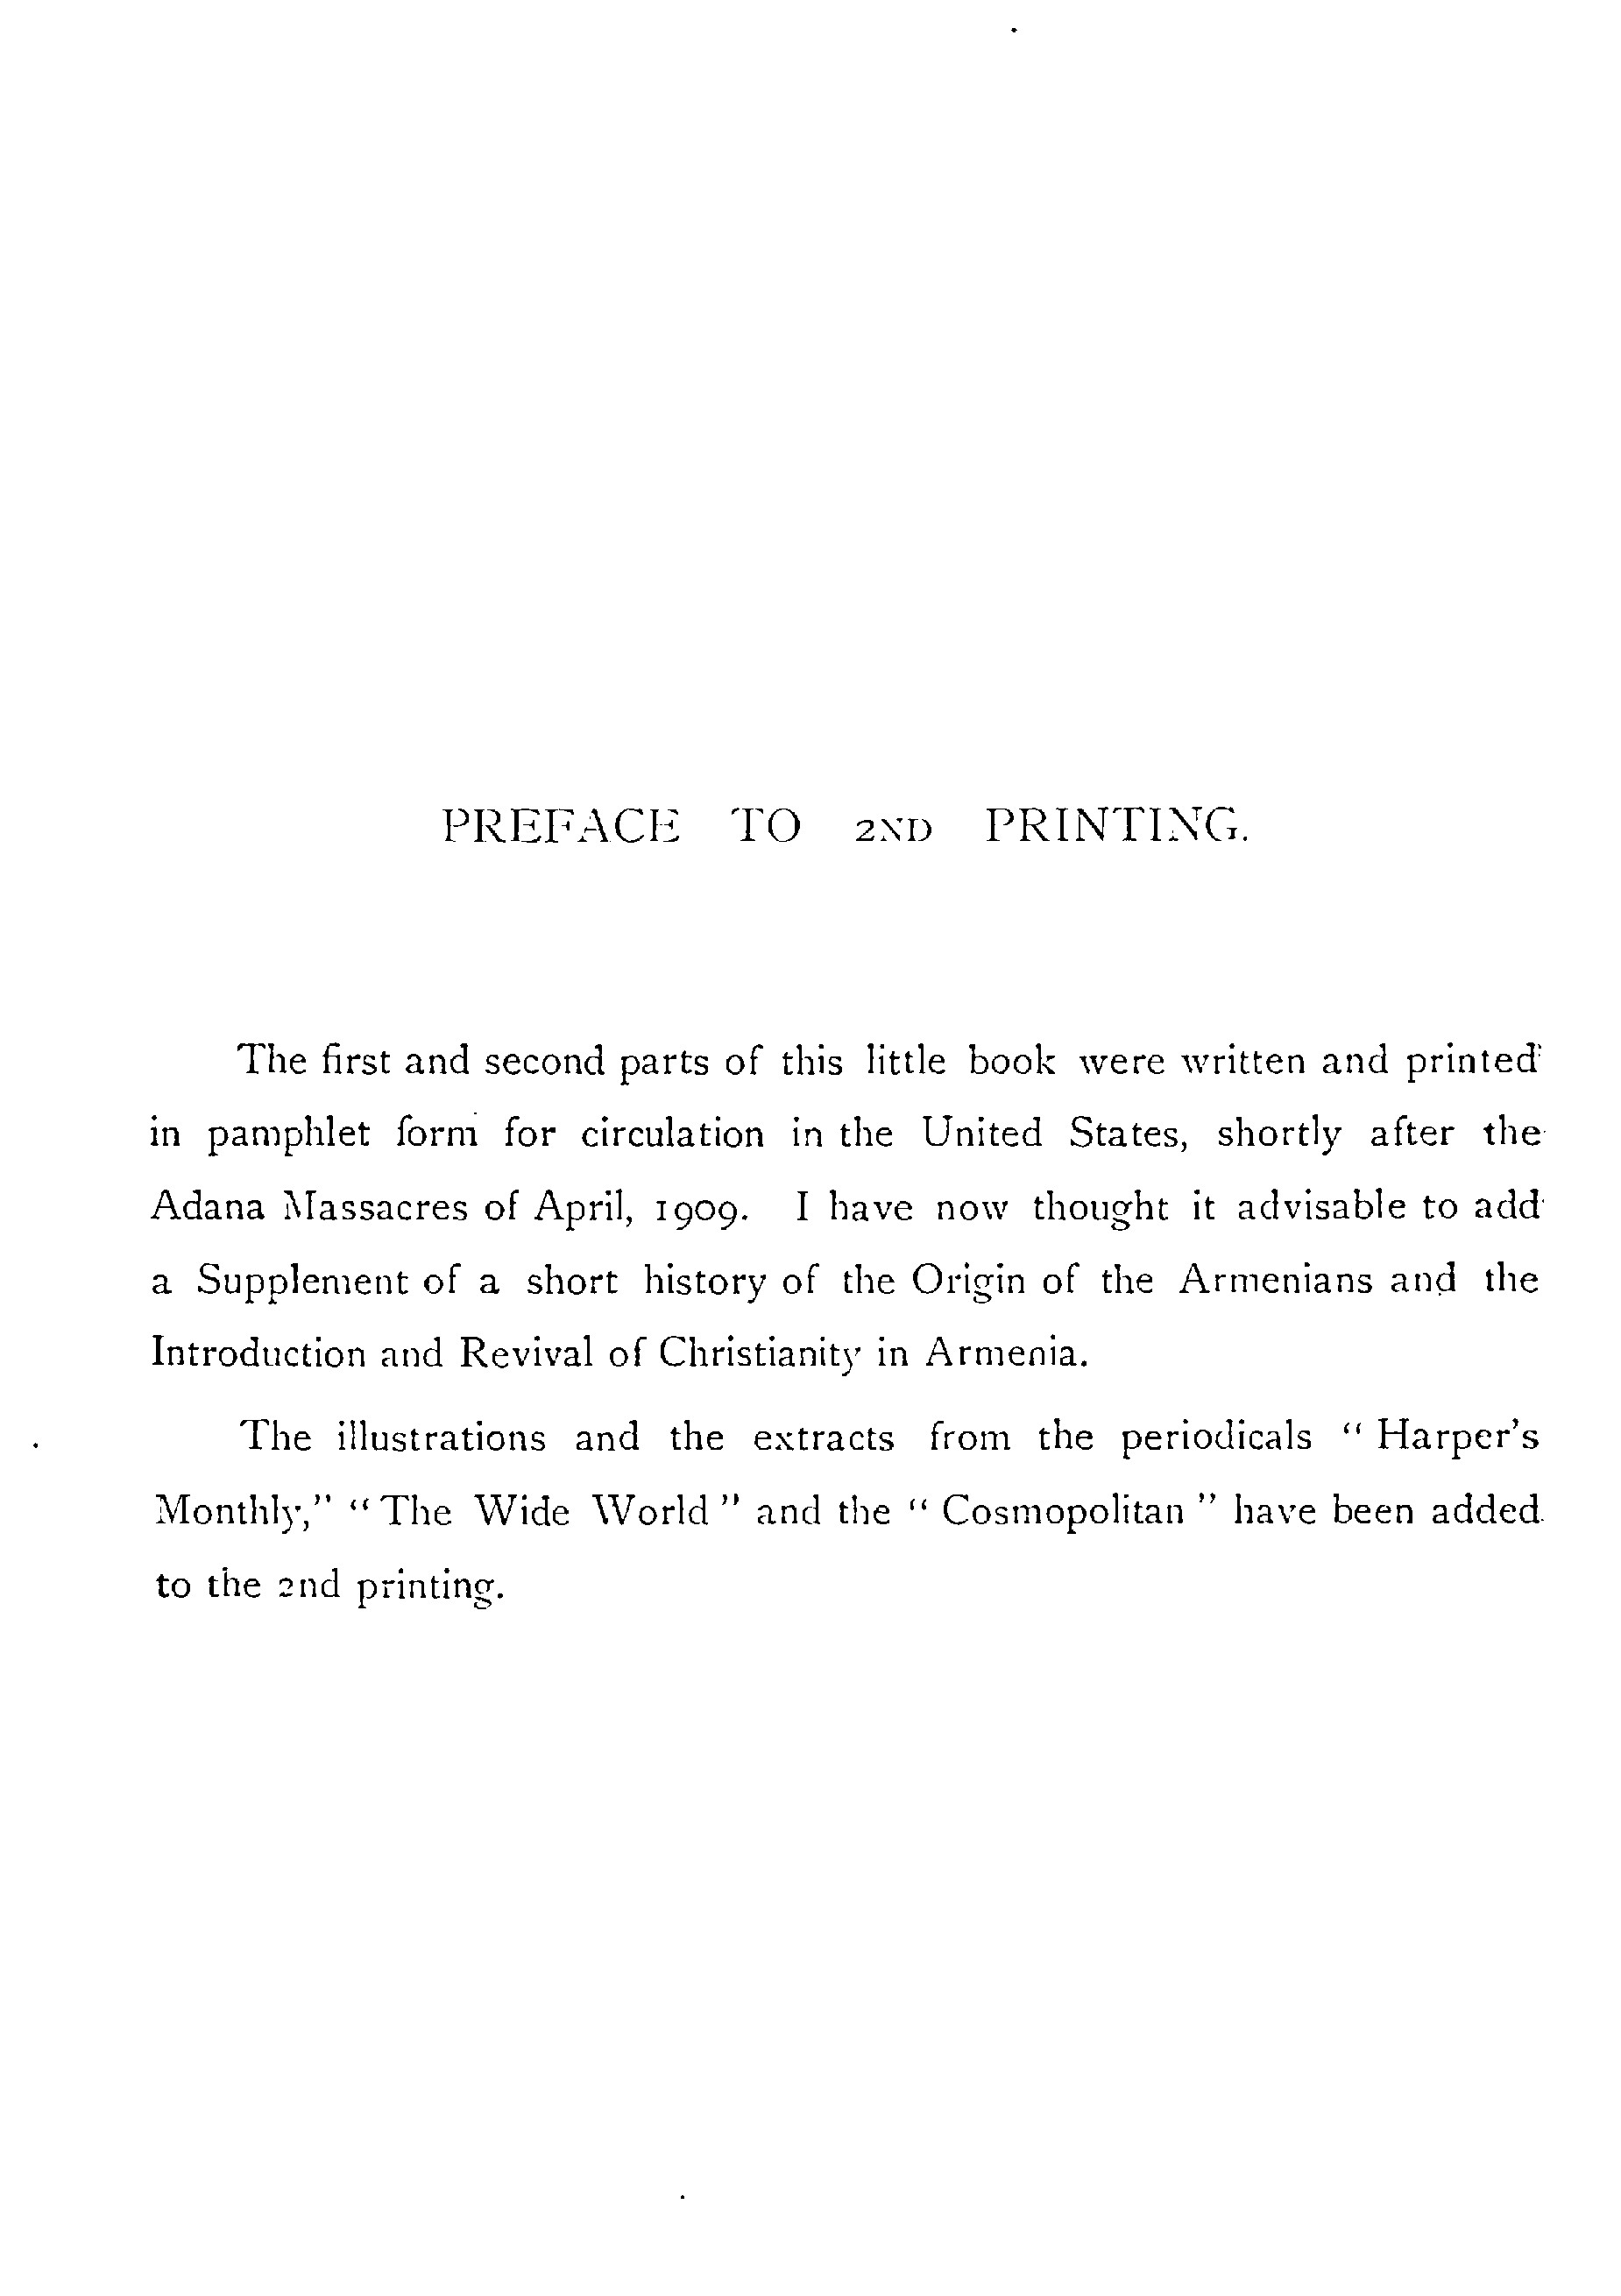 PREFACE TO 2ND PRINTING.
The first and second parts of this little book were written and printed
in pamphlet form for circulation in the United States, shortly after the
Adana Massacres of April, 1909. I have now thought it advisable to add
a Supplement of a short history of the Origin of the Armenians and the
Introduction and Revival of Christianity in Armenia.
The illustrations and the extracts from the periodicals “ Harper’s
Monthly,” “ The Wide World ” and the “ Cosmopolitan ” have been added
to the 2nd printing.